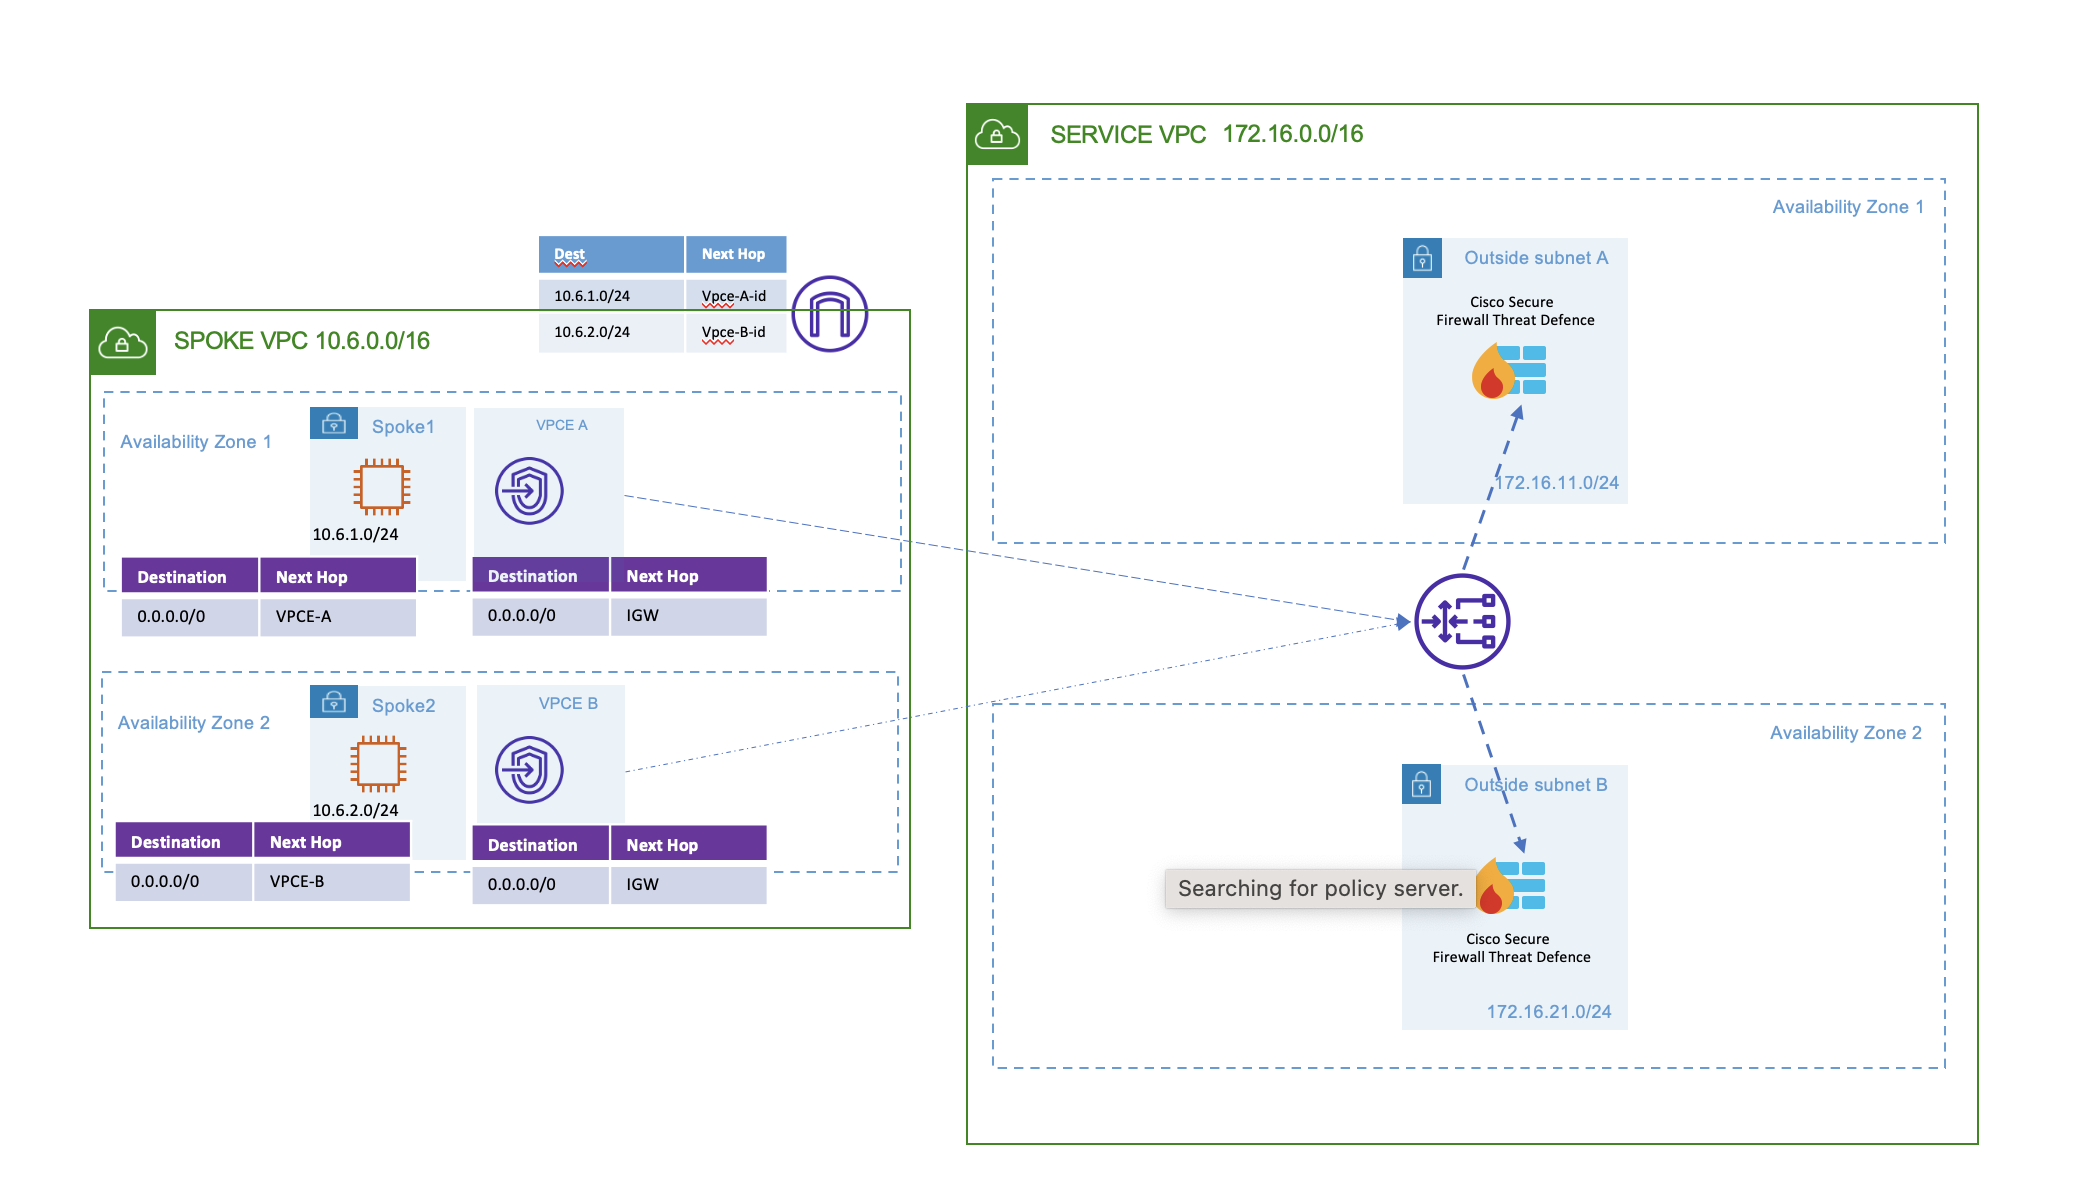 SERVICE VPC 172.16.0.0/16
Availability Zone 1
Outside subnet A
Cisco Secure
Firewall Threat Defence
172.16.11.0/24
Dest Next Hop
10.6.1.0/24 Vpce-A-id
10.6.2.0/24 Vpce-B-id
SPOKE VPC 10.6.0.0/16
Availability Zone 1
Spoke1
10.6.1.0/24
VPCE A
Destination Next Hop
0.0.0.0/0 VPCE-A
Destination Next Hop
0.0.0.0/0 IGW
Availability Zone 2
Spoke2
10.6.2.0/24
VPCE B
Destination Next Hop
0.0.0.0/0 VPCE-B
Destination Next Hop
0.0.0.0/0 IGW
Availability Zone 2
Outside subnet B
Searching for policy server.
Cisco Secure
Firewall Threat Defence
172.16.21.0/24